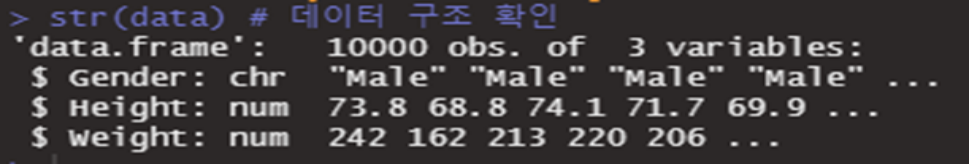 > str(data) # 데이터 구조 확인
'data.frame':   10000 obs. of  3 variables:
 $ Gender: chr  "Male" "Male" "Male" "Male" ...
 $ Height: num  73.8 68.8 74.1 71.7 69.9 ...
 $ Weight: num  242 162 213 220 206 ...